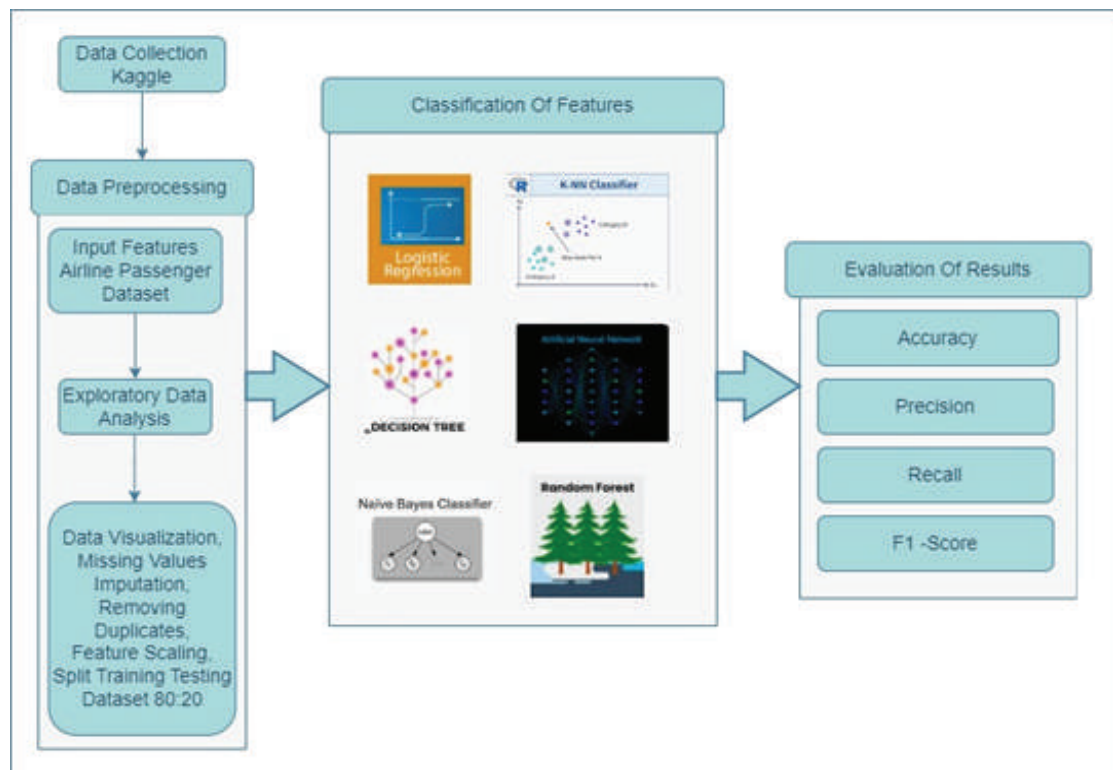 Data Collection
Kaggle
Data Preprocessing
Input Features
Airline Passenger
Dataset
Exploratory Data
Analysis
Data Visualization,
Missing Values
Imputation,
Removing
Duplicates,
Feature Scaling,
Split Training Testing
Dataset 80:20
Classification Of Features
Logistic
Regression
R
K-NN Classifier
DECISION TREE
Artificial Neural Network
Naive Bayes Classifier
Random Forest
Evaluation Of Results
Accuracy
Precision
Recall
F1 -Score